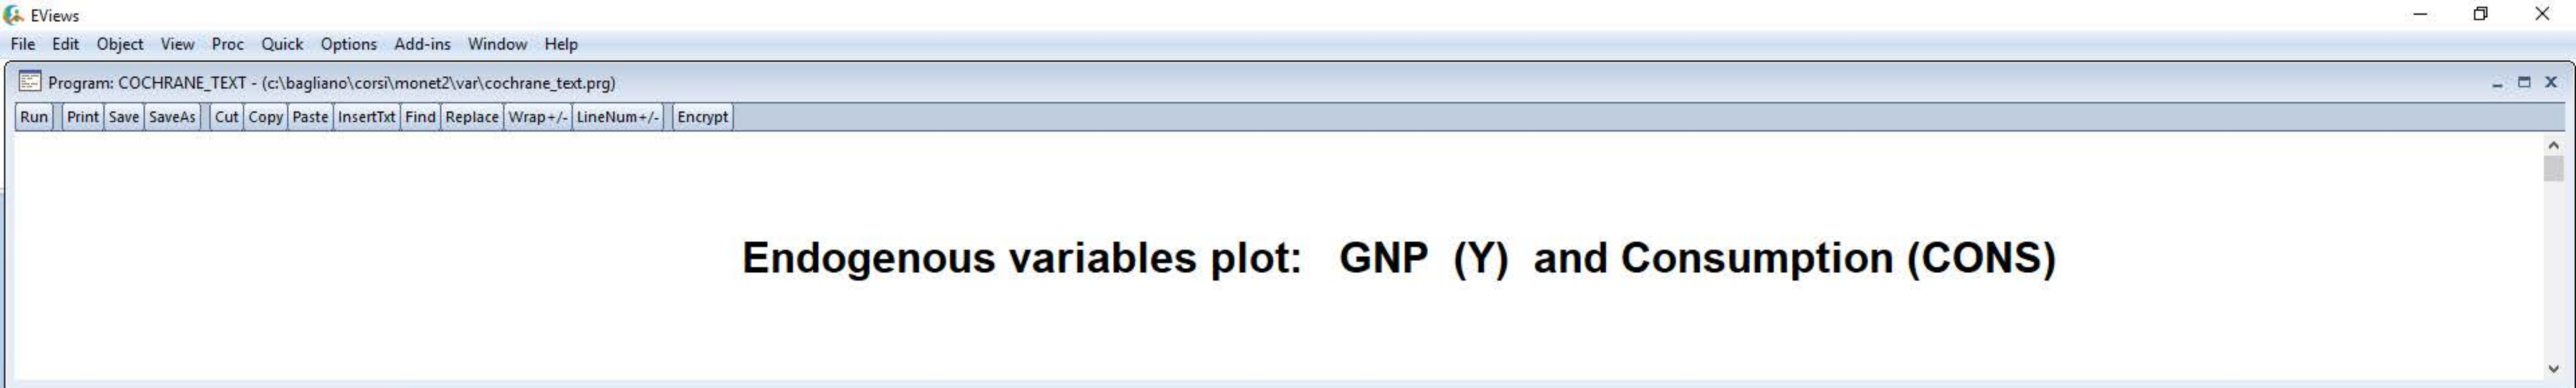 EViews
File Edit Object View Proc Quick Options Add-ins Window Help
Program: COCHRANE_TEXT - (c:\bagliano\corsi\monet2\var\cochrane_text.prg)
Run Print Save SaveAs Cut Copy Paste InsertTxt Find Replace Wrap+/- LineNum+/- Encrypt
Endogenous variables plot: GNP (Y) and Consumption (CONS)